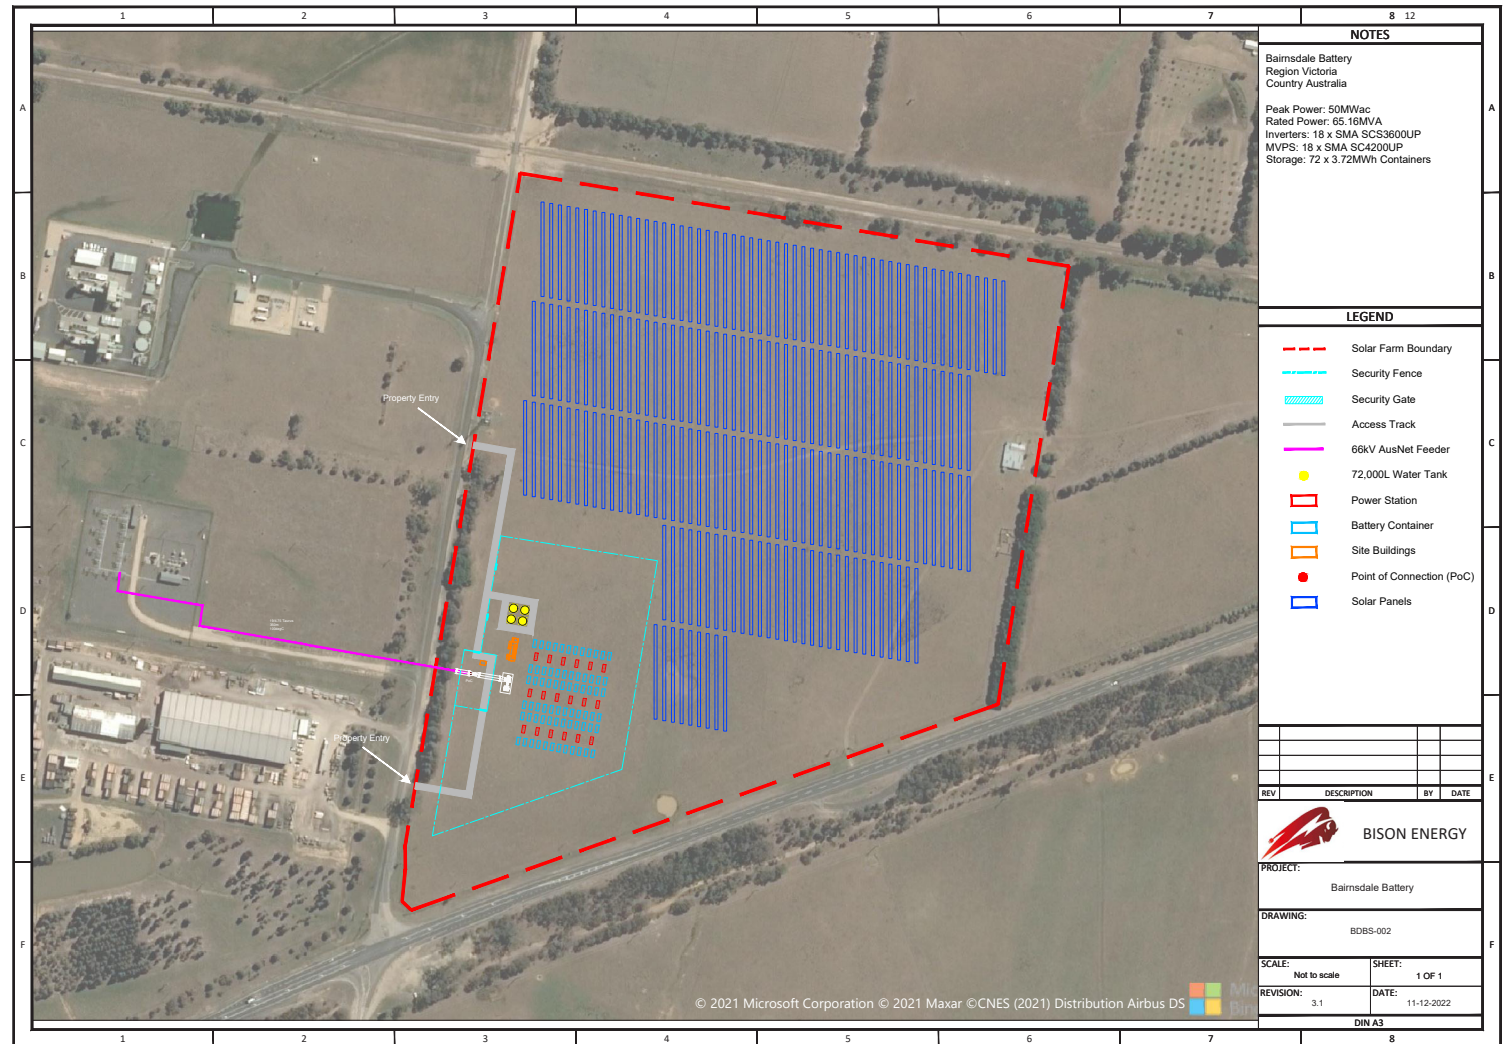 1 2 3 4 5 6 7 8 12
A
B
C
D
E
F
A
B
C
D
E
F
Property Entry
Property Entry
PoC
© 2021 Microsoft Corporation © 2021 Maxar ©CNES (2021) Distribution Airbus DS
NOTES
Bairnsdale Battery
Region Victoria
Country Australia
Peak Power: 50MWac
Rated Power: 65.16MVA
Inverters: 18 x SMA SCS3600UP
MVPS: 18 x SMA SC4200UP
Storage: 72 x 3.72MWh Containers
LEGEND
Solar Farm Boundary
Security Fence
Security Gate
Access Track
66kV AusNet Feeder
72,000L Water Tank
Power Station
Battery Container
Site Buildings
Point of Connection (PoC)
Solar Panels
REV DESCRIPTION BY DATE
BISON ENERGY
PROJECT:
Bairnsdale Battery
DRAWING:
BDBS-002
SCALE: SHEET:
Not to scale 1 OF 1
REVISION: DATE:
3.1 11-12-2022
DIN A3
1 2 3 4 5 6 7 8